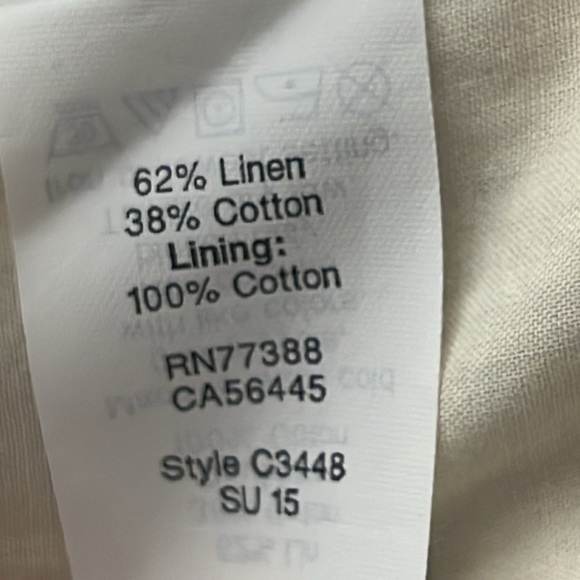 62% Linen
38% Cotton
Lining:
100% Cotton
RN77388
CA56445
Style C3448
SU 15